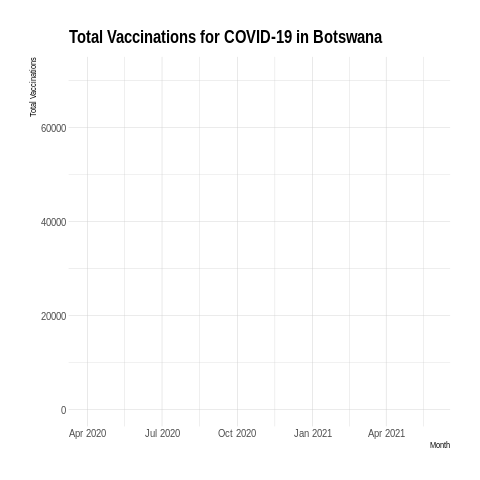 Total Vaccinations for COVID-19 in Botswana
Total Vaccinations
60000
40000
20000
0
Apr 2020 Jul 2020 Oct 2020 Jan 2021 Apr 2021
Month